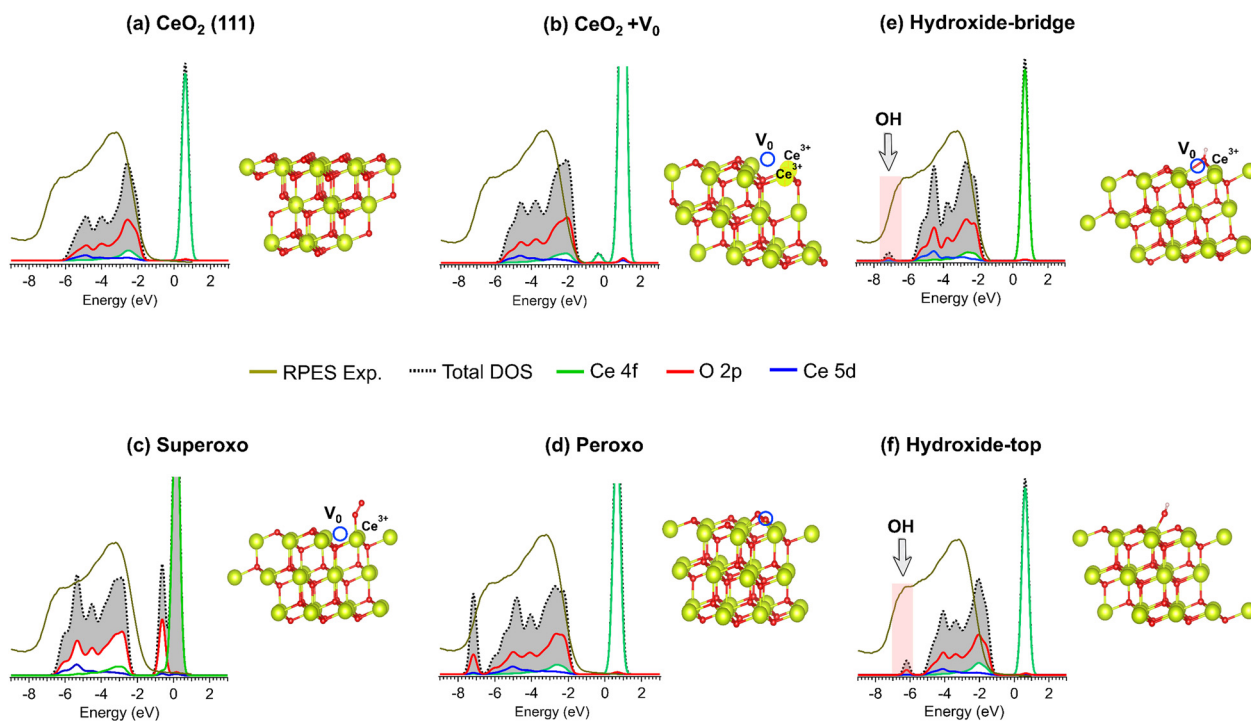 (a) CeO₂ (111)
-8 -6 -4 -2 0 2
Energy (eV)
(b) CeO₂ +V₀
V₀
Ce³⁺
Ce³⁺
-8 -6 -4 -2 0 2
Energy (eV)
(e) Hydroxide-bridge
OH
V₀ Ce³⁺
-8 -6 -4 -2 0 2
Energy (eV)
RPES Exp. Total DOS Ce 4f O 2p Ce 5d
(c) Superoxo
V₀
Ce³⁺
-8 -6 -4 -2 0 2
Energy (eV)
(d) Peroxo
-8 -6 -4 -2 0 2
Energy (eV)
(f) Hydroxide-top
OH
-8 -6 -4 -2 0 2
Energy (eV)